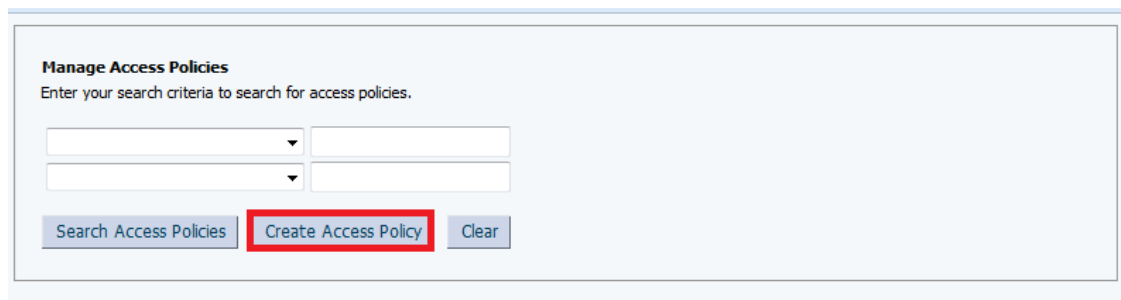 Manage Access Policies
Enter your search criteria to search for access policies.
Search Access Policies Create Access Policy Clear